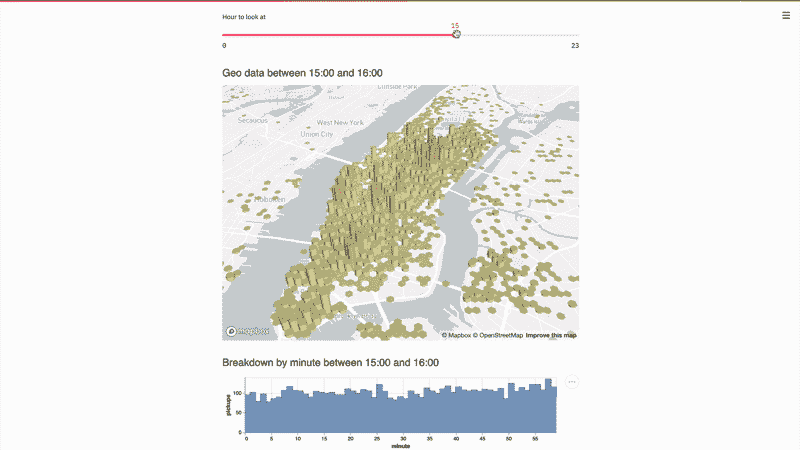 Hour to look at
15
0 23
Geo data between 15:00 and 16:00
Secaucus
West New York
Union City
Hoboken
mapbox
© Mapbox © OpenStreetMap Improve this map
Breakdown by minute between 15:00 and 16:00
100
50
0
pickups
0 5 10 15 20 25 30 35 40 45 50 55
minute